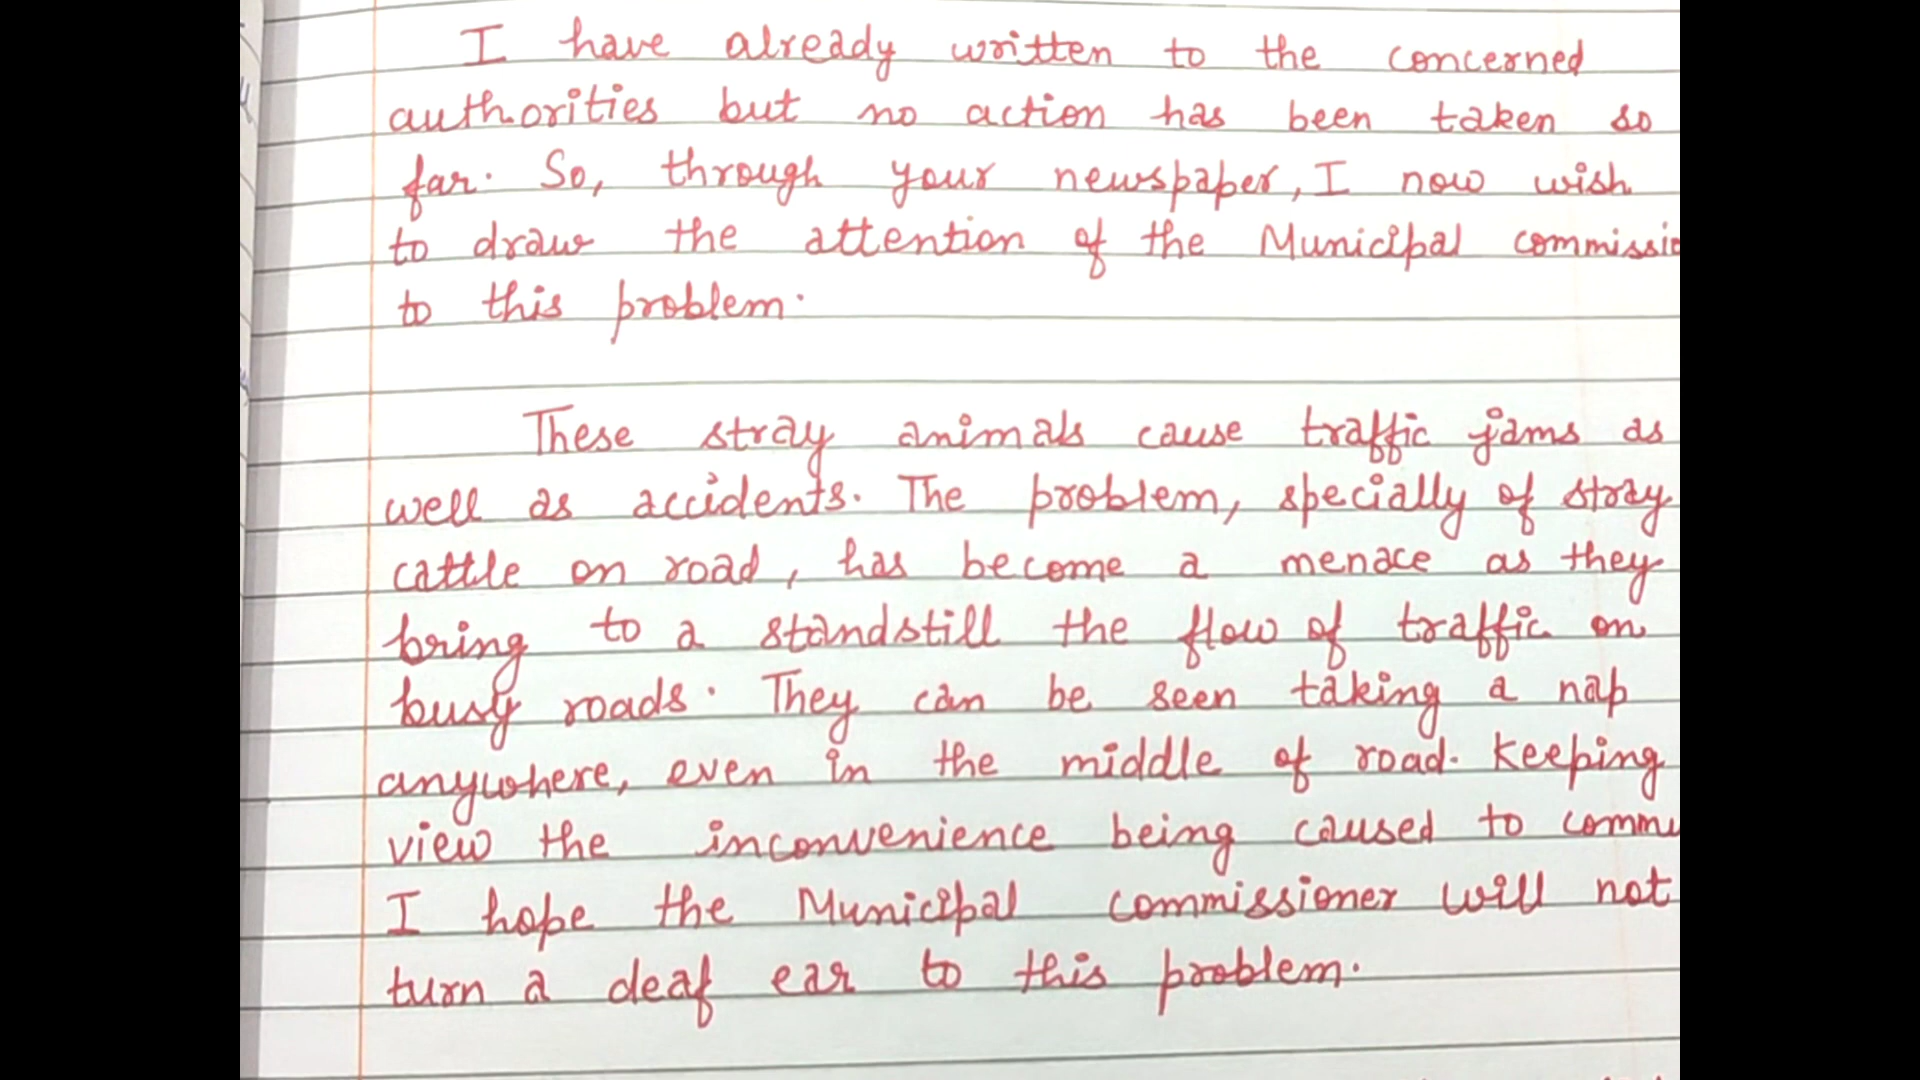 I have already written to the concerned
authorities but no action has been taken so
far. So, through your newspaper, I now wish
to draw the attention of the Municipal commissio
to this problem.
These stray animals cause traffic jams as
well as accidents. The problem, specially of stray
cattle on road, has become a menace as they
bring to a standstill the flow of traffic on
busy roads. They can be seen taking a nap
anywhere, even in the middle of road. Keeping
view the inconvenience being caused to commu
I hope the Municipal commissioner will not
turn a deaf ear to this problem.